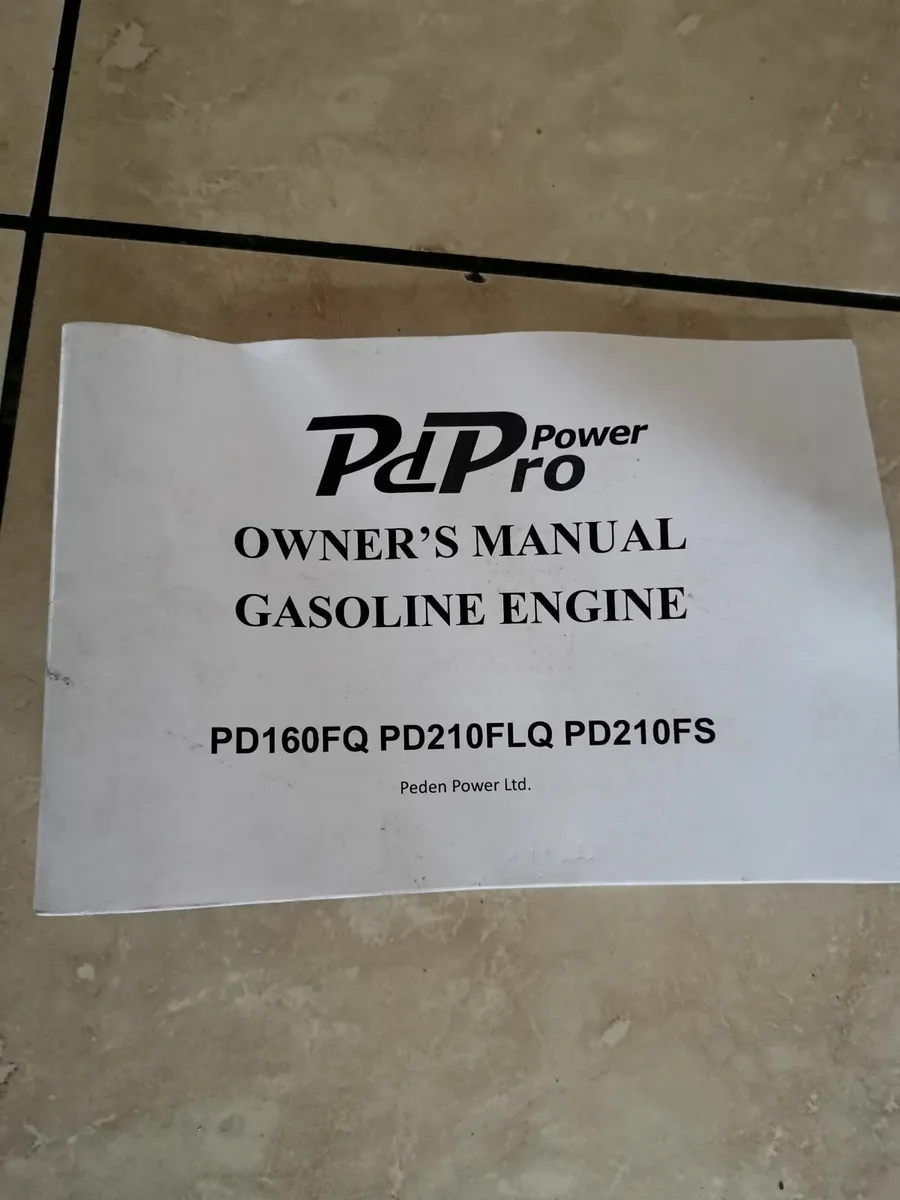 PdPro Power
OWNER'S MANUAL
GASOLINE ENGINE
PD160FQ PD210FLQ PD210FS
Peden Power Ltd.